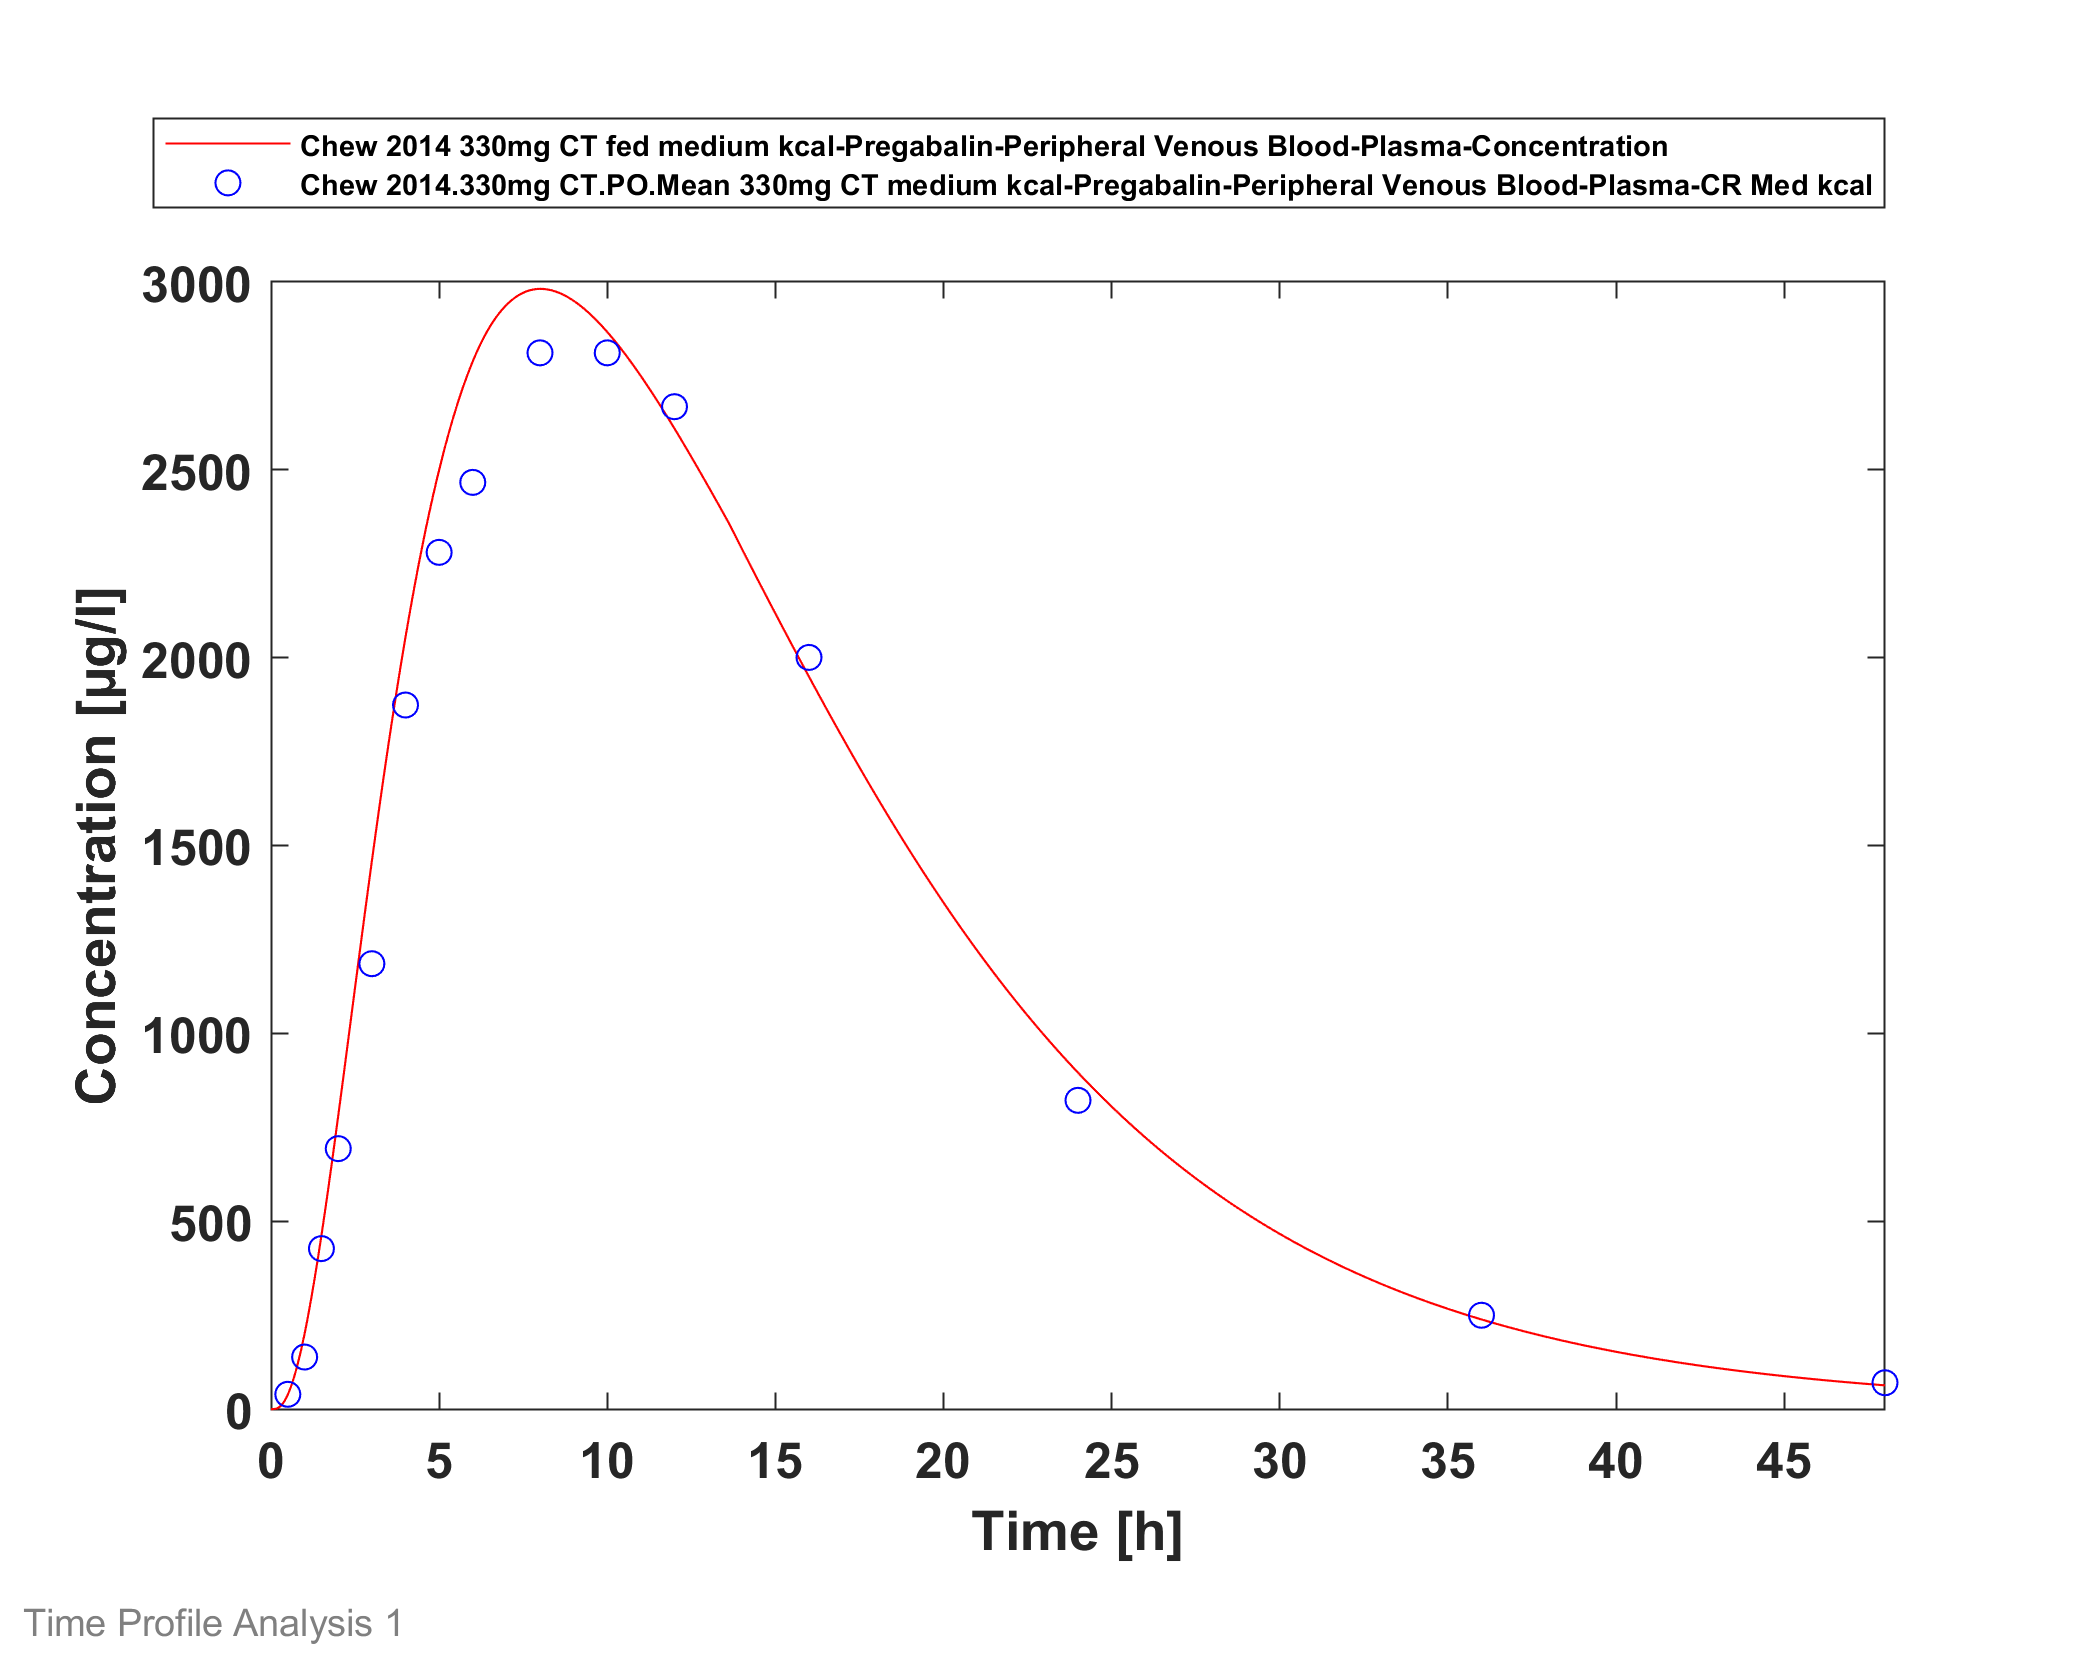 Chew 2014 330mg CT fed medium kcal-Pregabalin-Peripheral Venous Blood-Plasma-Concentration
Chew 2014.330mg CT.PO.Mean 330mg CT medium kcal-Pregabalin-Peripheral Venous Blood-Plasma-CR Med kcal
3000
2500
2000
1500
1000
500
0
Concentration [µg/l]
0 5 10 15 20 25 30 35 40 45
Time [h]
Time Profile Analysis 1